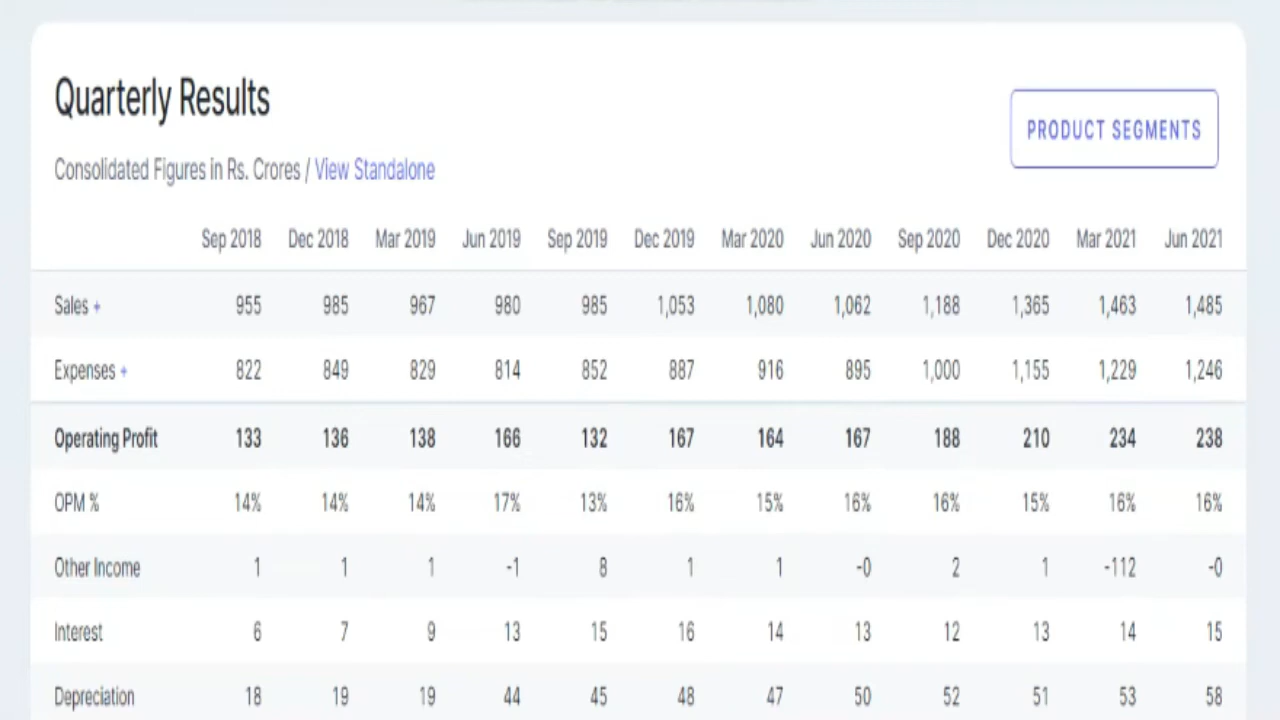 Quarterly Results
PRODUCT SEGMENTS
Consolidated Figures in Rs. Crores / View Standalone
Sep 2018 Dec 2018 Mar 2019 Jun 2019 Sep 2019 Dec 2019 Mar 2020 Jun 2020 Sep 2020 Dec 2020 Mar 2021 Jun 2021
Sales + 955 985 967 980 985 1,053 1,080 1,062 1,188 1,365 1,463 1,485
Expenses + 822 849 829 814 852 887 916 895 1,000 1,155 1,229 1,246
Operating Profit 133 136 138 166 132 167 164 167 188 210 234 238
OPM % 14% 14% 14% 17% 13% 16% 15% 16% 16% 15% 16% 16%
Other Income 1 1 1 -1 8 1 1 -0 2 1 -112 -0
Interest 6 7 9 13 15 16 14 13 12 13 14 15
Depreciation 18 19 19 44 45 48 47 50 52 51 53 58